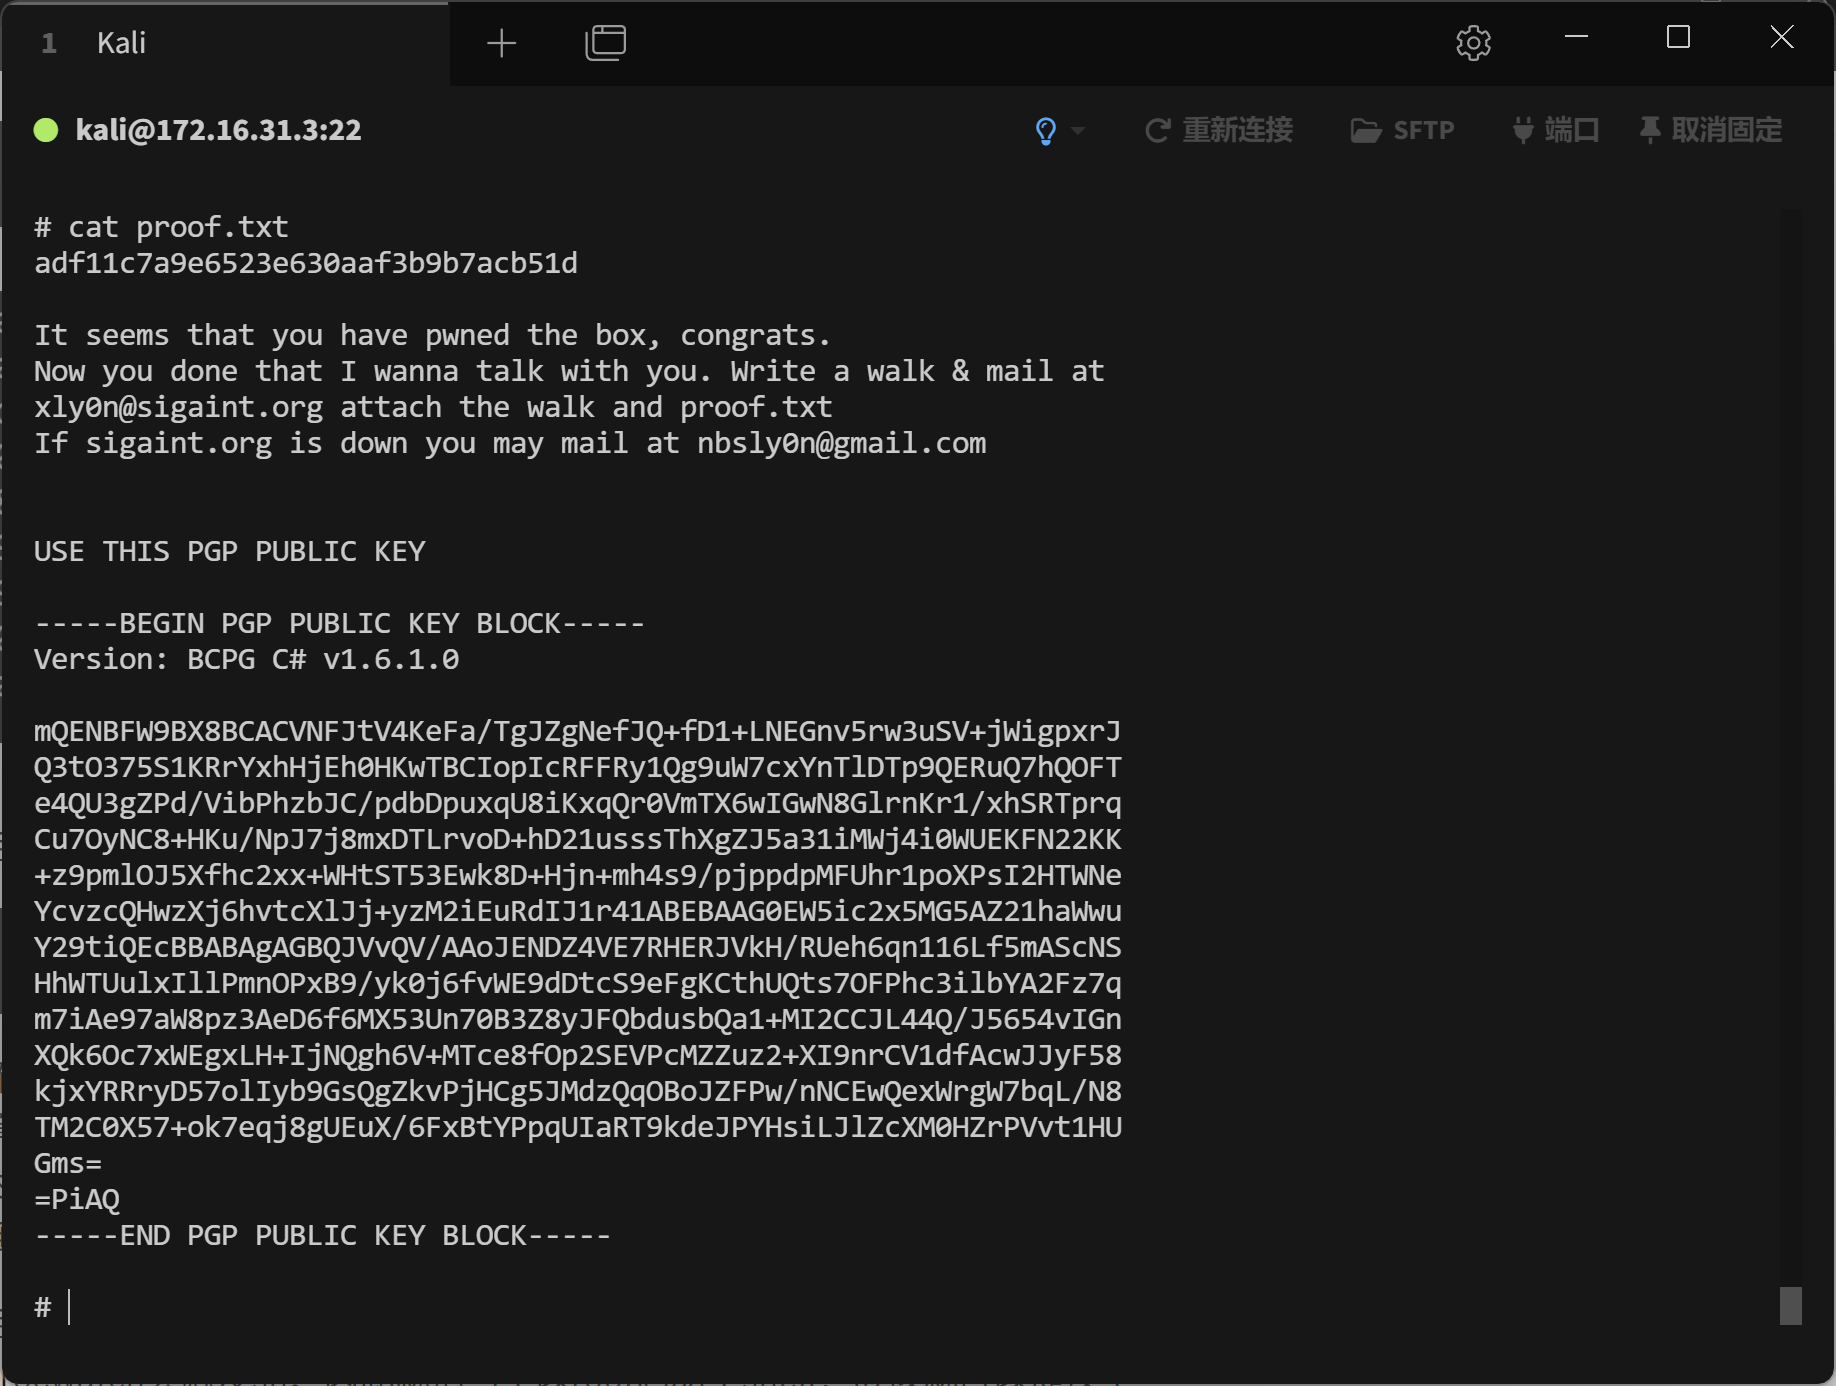 1 Kali
kali@172.16.31.3:22
重新连接 SFTP 端口 取消固定
# cat proof.txt
adf11c7a9e6523e630aaf3b9b7acb51d
It seems that you have pwned the box, congrats.
Now you done that I wanna talk with you. Write a walk & mail at
xly0n@sigaint.org attach the walk and proof.txt
If sigaint.org is down you may mail at nbsly0n@gmail.com
USE THIS PGP PUBLIC KEY
-----BEGIN PGP PUBLIC KEY BLOCK-----
Version: BCPG C# v1.6.1.0
mQENBFW9BX8BCACVNFJtV4KeFa/TgJZgNefJQ+fD1+LNEGnv5rw3uSV+jWigpxrJ
Q3tO375S1KRrYxhHjEh0HKwTBCIopIcRFFRy1Qg9uW7cxYnTlDTp9QERuQ7hQOFT
e4QU3gZPd/VibPhzbJC/pdbDpuxqU8iKxqQr0VmTX6wIGwN8GlrnKr1/xhSRTprq
Cu7OyNC8+HKu/NpJ7j8mxDTLrvoD+hD21usssThXgZJ5a31iMWj4i0WUEKFN22KK
+z9pmlOJ5Xfhc2xx+WHtST53Ewk8D+Hjn+mh4s9/pjppdpMFUhr1poXPsI2HTWNe
YcvzcQHwzXj6hvtcXlJj+yzM2iEuRdIJ1r41ABEBAAG0EW5ic2x5MG5AZ21haWwu
Y29tiQEcBBABAgAGBQJVvQV/AAoJENDZ4VE7RHERJVkH/RUeh6qn116Lf5mAScNS
HhWTUulxIllPmnOPxB9/yk0j6fvWE9dDtcS9eFgKCthUQts7OFPhc3ilbYA2Fz7q
m7iAe97aW8pz3AeD6f6MX53Un70B3Z8yJFQbdusbQa1+MI2CCJL44Q/J5654vIGn
XQk6Oc7xWEgxLH+IjNQgh6V+MTce8fOp2SEVPcMZZuz2+XI9nrCV1dfAcwJJyF58
kjxYRRryD57olIyb9GsQgZkvPjHCg5JMdzQqOBoJZFPw/nNCEwQexWrgW7bqL/N8
TM2C0X57+ok7eqj8gUEuX/6FxBtYPpqUIaRT9kdeJPYHsiLJlZcXM0HZrPVvt1HU
Gms=
=PiAQ
-----END PGP PUBLIC KEY BLOCK-----
#